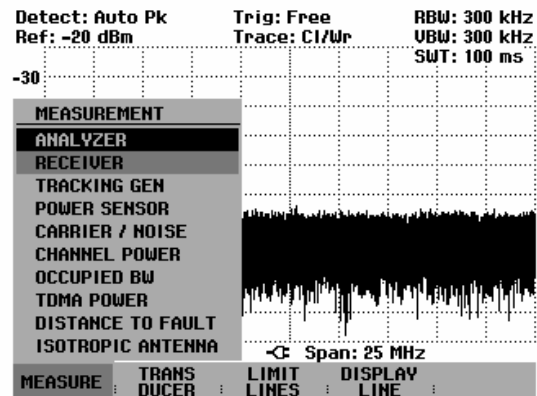 Detect: Auto Pk Trig: Free RBW: 300 kHz
Ref: -20 dBm Trace: Cl/Wr VBW: 300 kHz
SWT: 100 ms
-30
MEASUREMENT
ANALYZER
RECEIVER
TRACKING GEN
POWER SENSOR
CARRIER / NOISE
CHANNEL POWER
OCCUPIED BW
TDMA POWER
DISTANCE TO FAULT
ISOTROPIC ANTENNA
Span: 25 MHz
MEASURE TRANS DUCER LIMIT LINES DISPLAY LINE